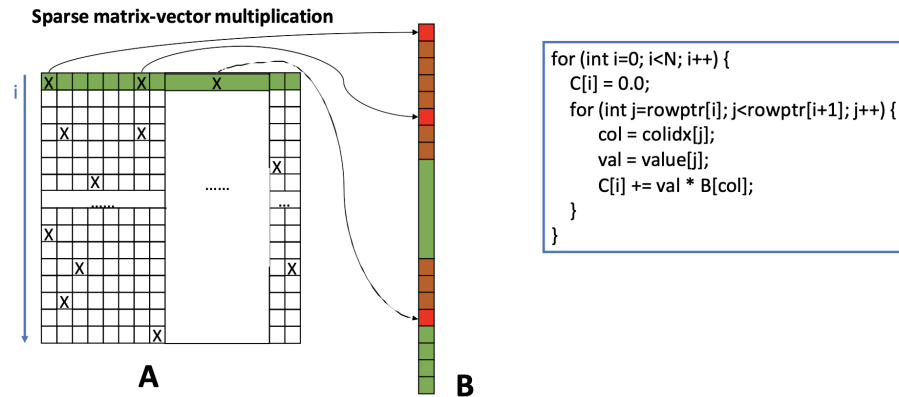 Sparse matrix-vector multiplication
i
X X X
X X
X
X
......
......
...
X
X X
X
X
A
B
for (int i=0; i<N; i++) {
C[i] = 0.0;
for (int j=rowptr[i]; j<rowptr[i+1]; j++) {
col = colidx[j];
val = value[j];
C[i] += val * B[col];
}
}